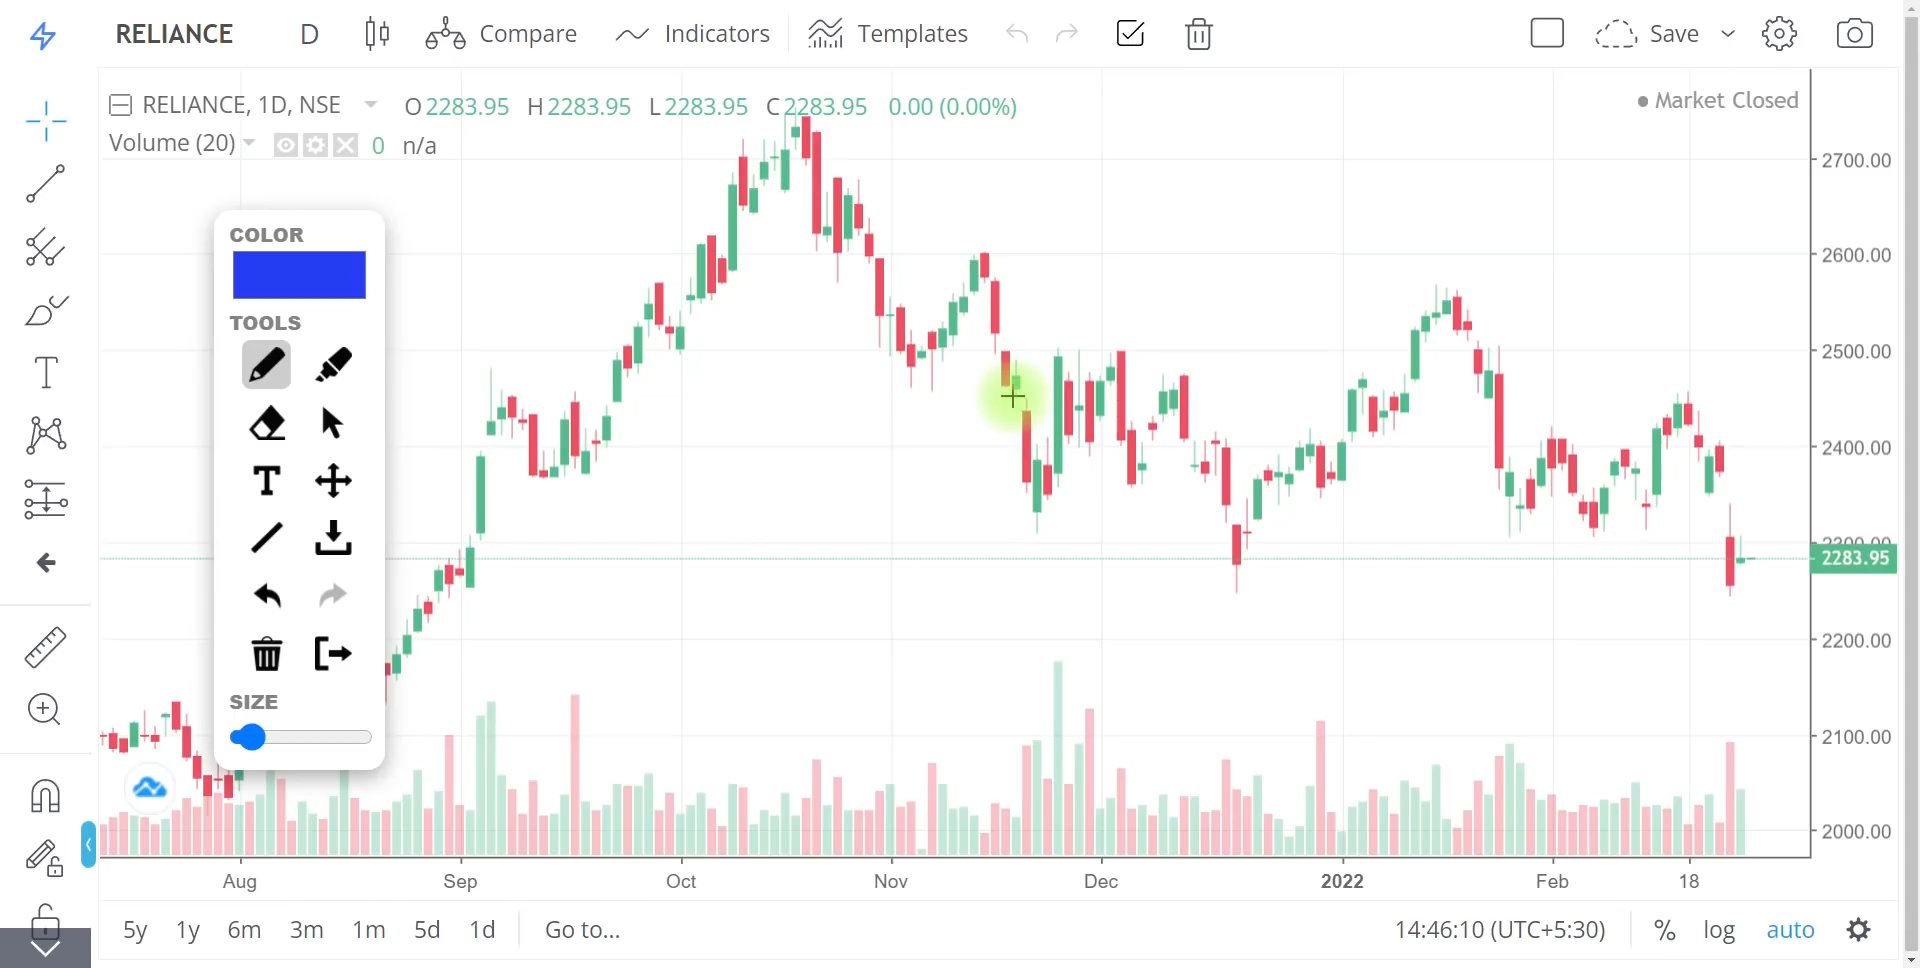 RELIANCE D Compare Indicators Templates Save
RELIANCE, 1D, NSE O2283.95 H2283.95 L2283.95 C2283.95 0.00 (0.00%)
Market Closed
Volume (20) 0 n/a
COLOR
TOOLS
T
SIZE
2700.00
2600.00
2500.00
2400.00
2300.00
2283.95
2200.00
2100.00
2000.00
Aug Sep Oct Nov Dec 2022 Feb 18
5y 1y 6m 3m 1m 5d 1d Go to... 14:46:10 (UTC+5:30) % log auto